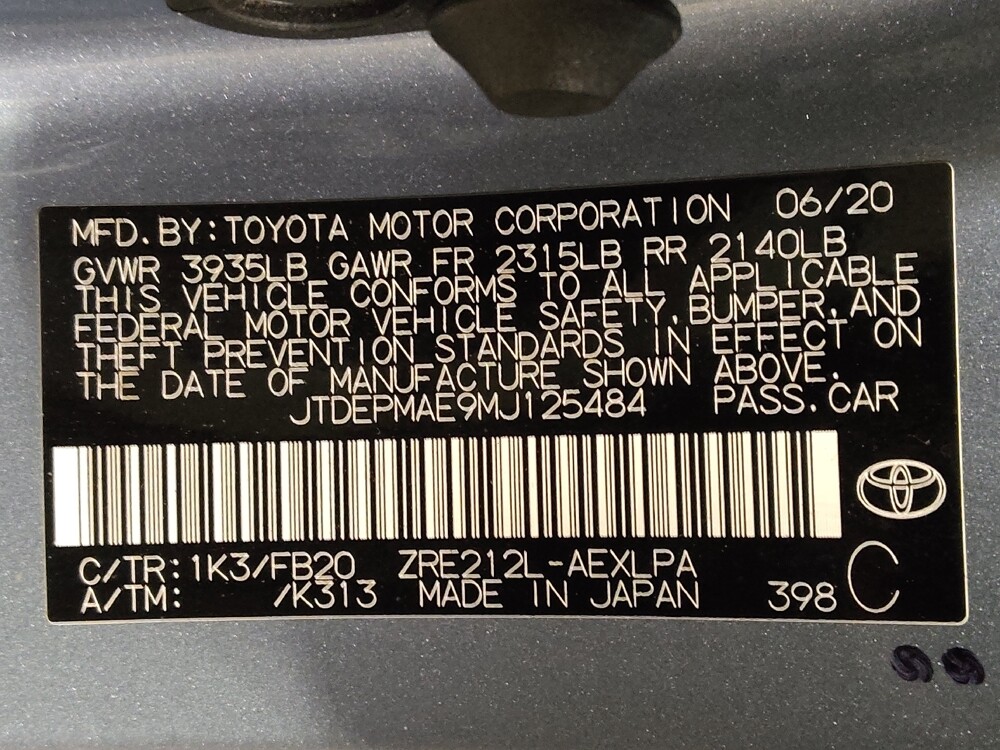 MFD.BY:TOYOTA MOTOR CORPORATION 06/20
GVWR 3935LB GAWR FR 2315LB RR 2140LB
THIS VEHICLE CONFORMS TO ALL APPLICABLE
FEDERAL MOTOR VEHICLE SAFETY,BUMPER,AND
THEFT PREVENTION STANDARDS IN EFFECT ON
THE DATE OF MANUFACTURE SHOWN ABOVE.
JTDEPMAE9MJ125484 PASS.CAR
C/TR:1K3/FB20 ZRE212L-AEXLPA
A/TM: /K313 MADE IN JAPAN 398 C